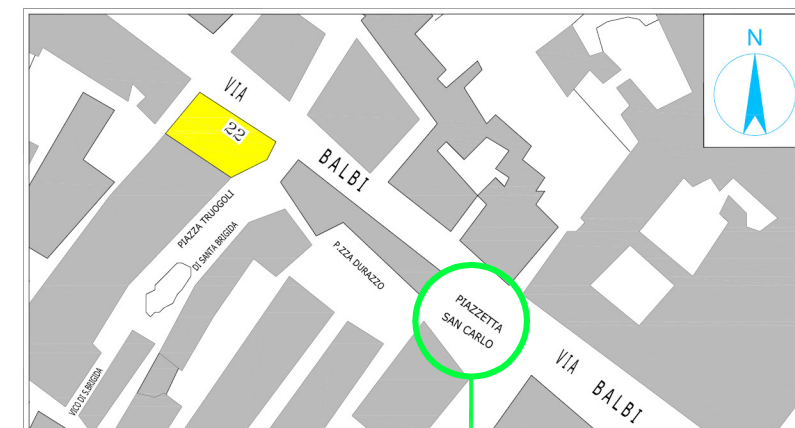 N
VIA
22
BALBI
PIAZZA TRUOGOLI
DI SANTA BRIGIDA
P.ZZA DURAZZO
PIAZZETTA
SAN CARLO
VIA BALBI
VICO DI S.BRIGIDA